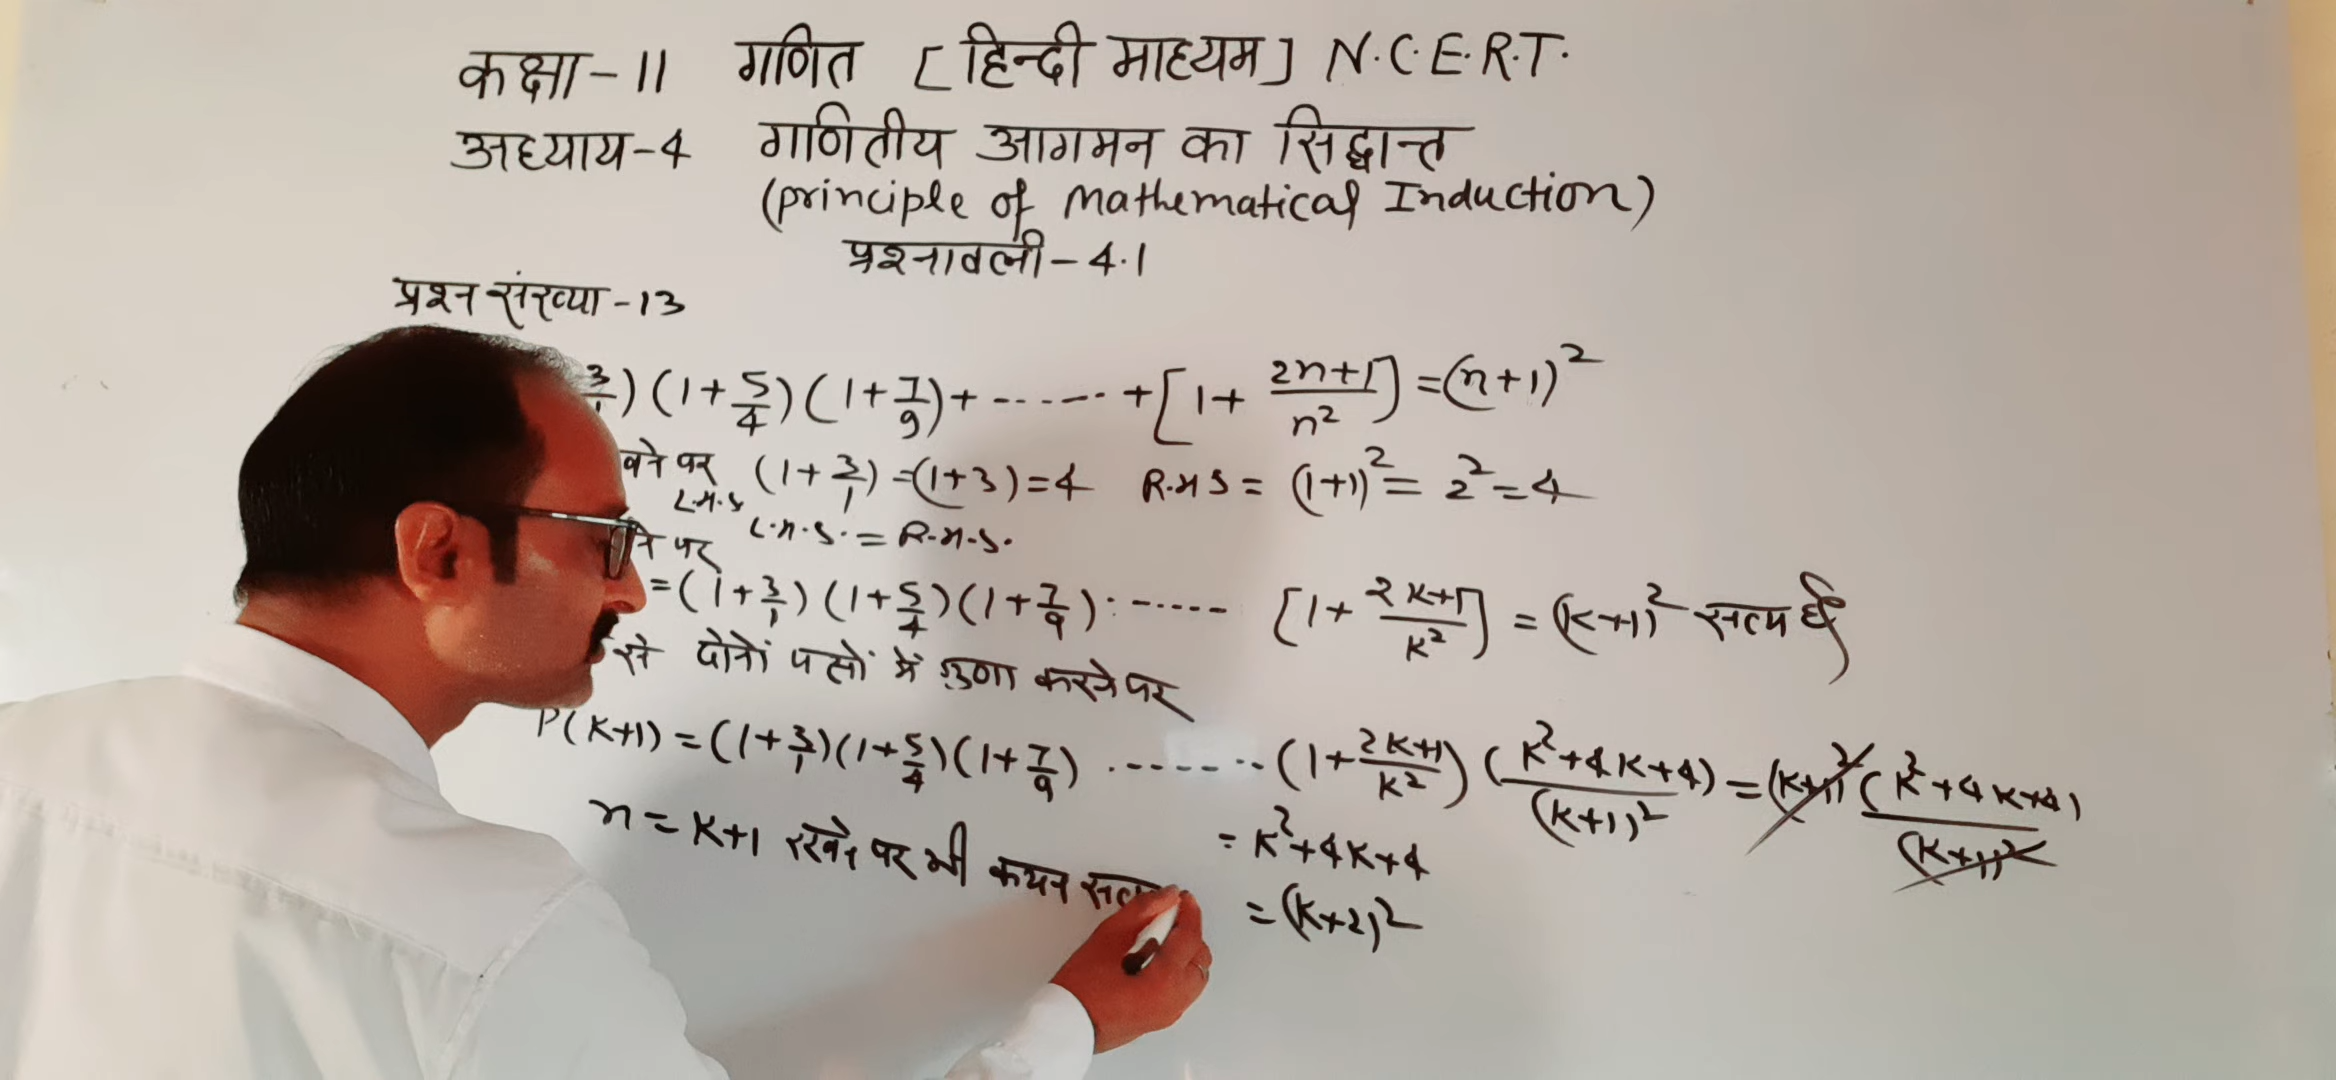 कक्षा-11 गणित [हिन्दी माध्यम] N.C.E.R.T.
अध्याय-4 गणितीय आगमन का सिद्धान्त
(principle of Mathematical Induction)
प्रश्नावली-4.1
प्रश्न संख्या-13
3/1) (1+5/4) (1+7/9)+ ------ +[1+ 2n+1/n²] =(n+1)²
पर (1+3/1) =(1+3)=4 R.H.S = (1+1)² = 2² = 4
L.H.S
L.H.S. = R.H.S.
पर
=(1+3/1) (1+5/4) (1+7/9) ------ [1+ 2K+1/K²] = (K+1)² सत्य है
से दोनों पक्षों में गुणा करने पर
P(K+1) =(1+3/1)(1+5/4)(1+7/9) ------- (1+2K+1/K²) (K²+4K+4)/(K+1)² =(K+1)² (K²+4K+4)/(K+1)²
n=K+1 रखने पर भी कथन
= K²+4K+4
= (K+2)²